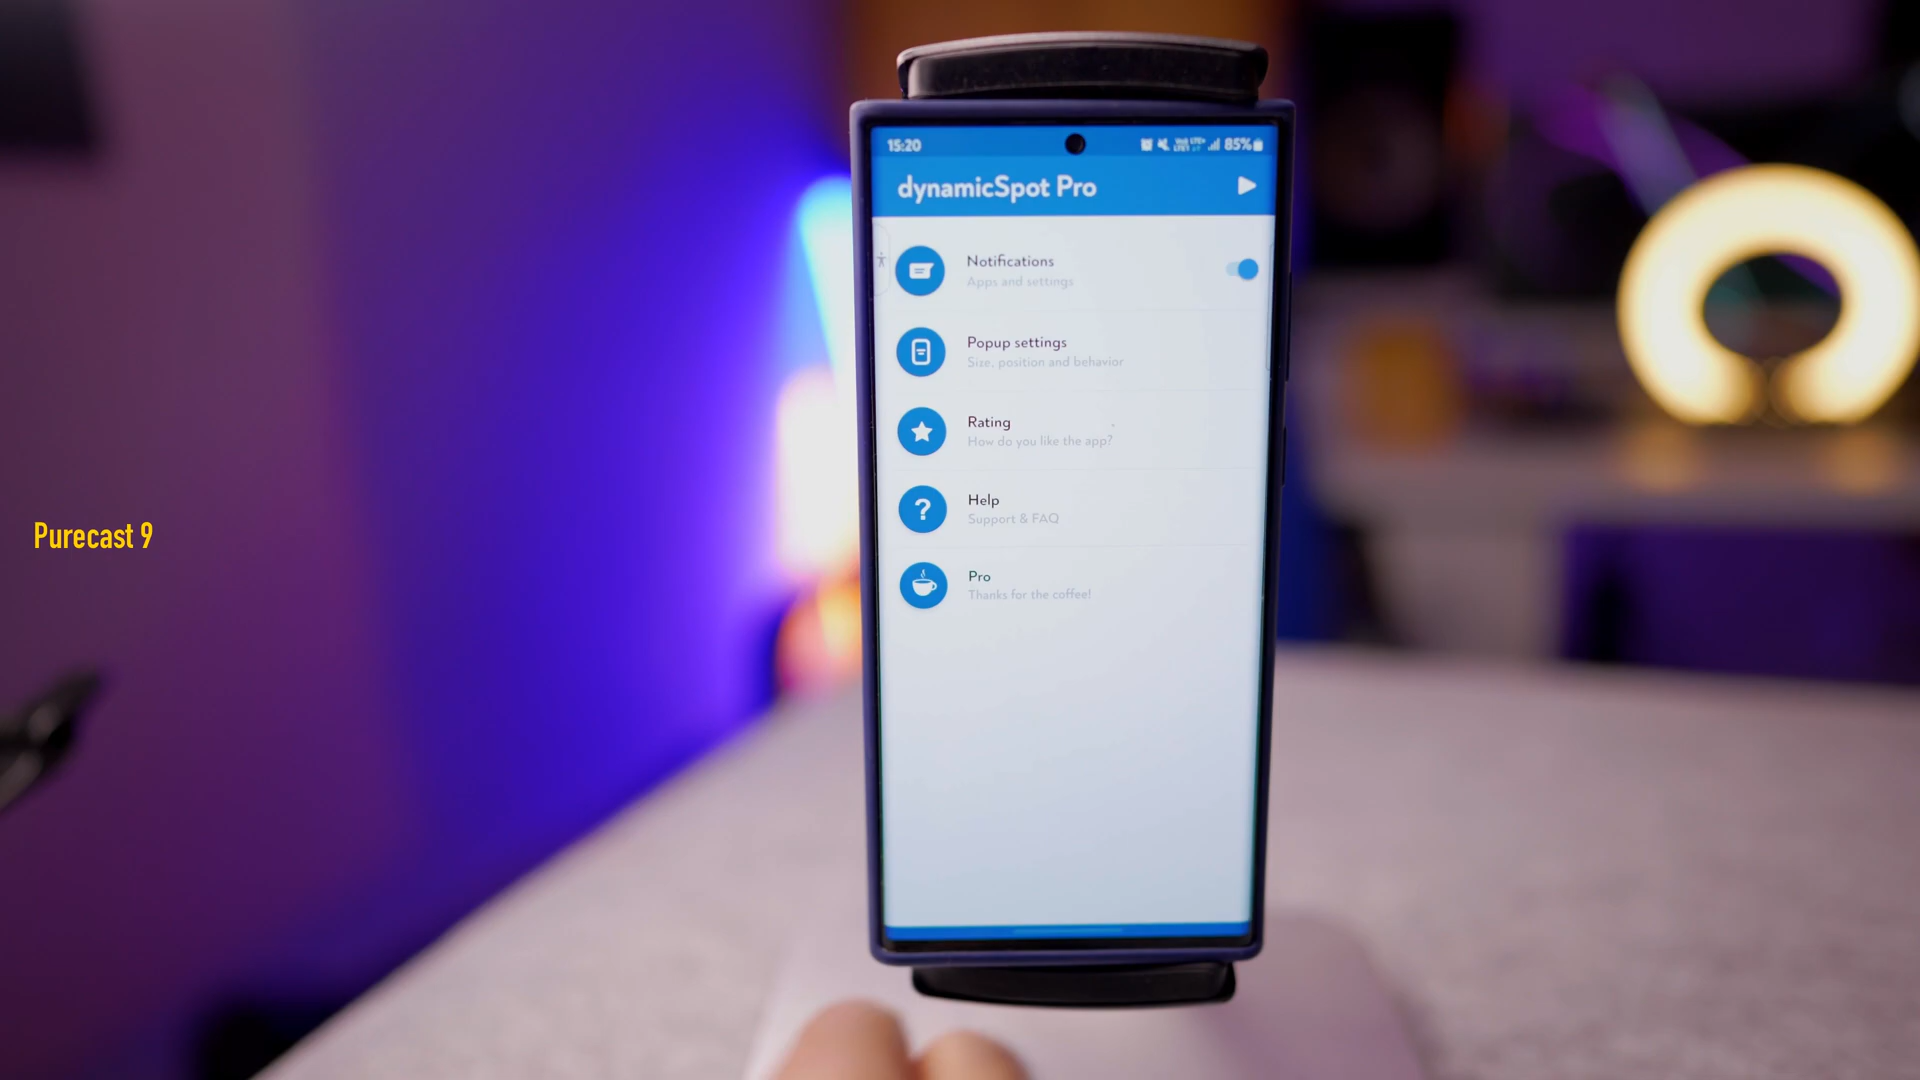 15:20
85%
dynamicSpot Pro
Notifications
Apps and settings
Popup settings
Size, position and behavior
Rating
How do you like the app?
Help
Support & FAQ
Pro
Thanks for the coffee!
Purecast 9